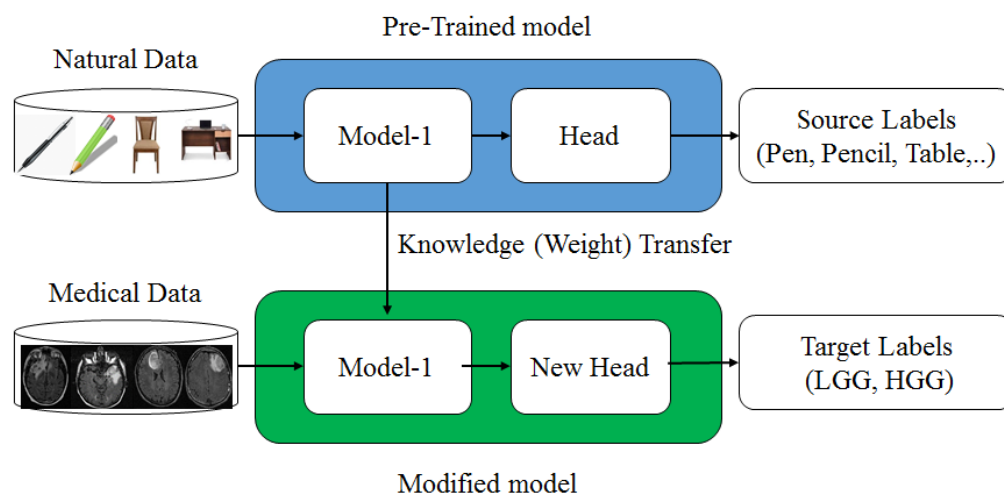 Pre-Trained model
Natural Data
Model-1
Head
Source Labels
(Pen, Pencil, Table,..)
Knowledge (Weight) Transfer
Medical Data
Model-1
New Head
Target Labels
(LGG, HGG)
Modified model